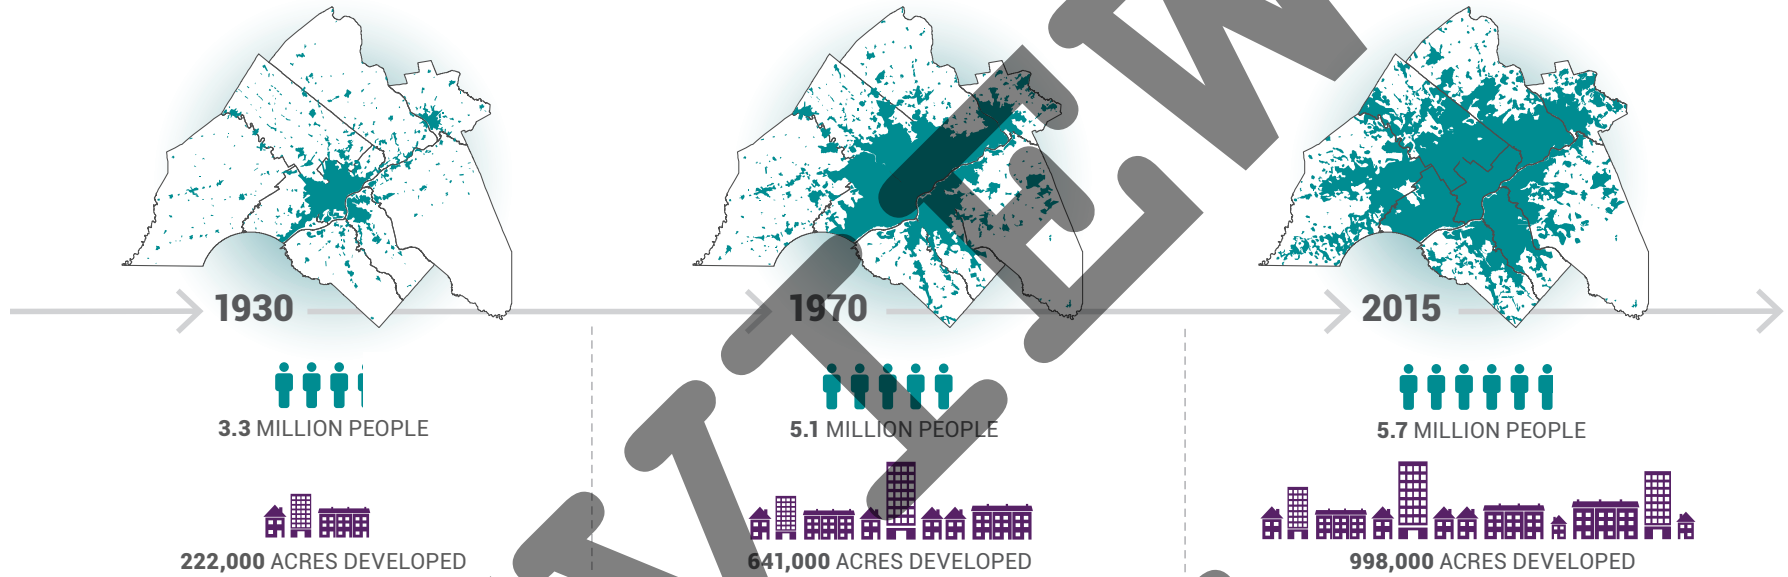 1930
1970
2015
3.3 MILLION PEOPLE
5.1 MILLION PEOPLE
5.7 MILLION PEOPLE
222,000 ACRES DEVELOPED
641,000 ACRES DEVELOPED
998,000 ACRES DEVELOPED